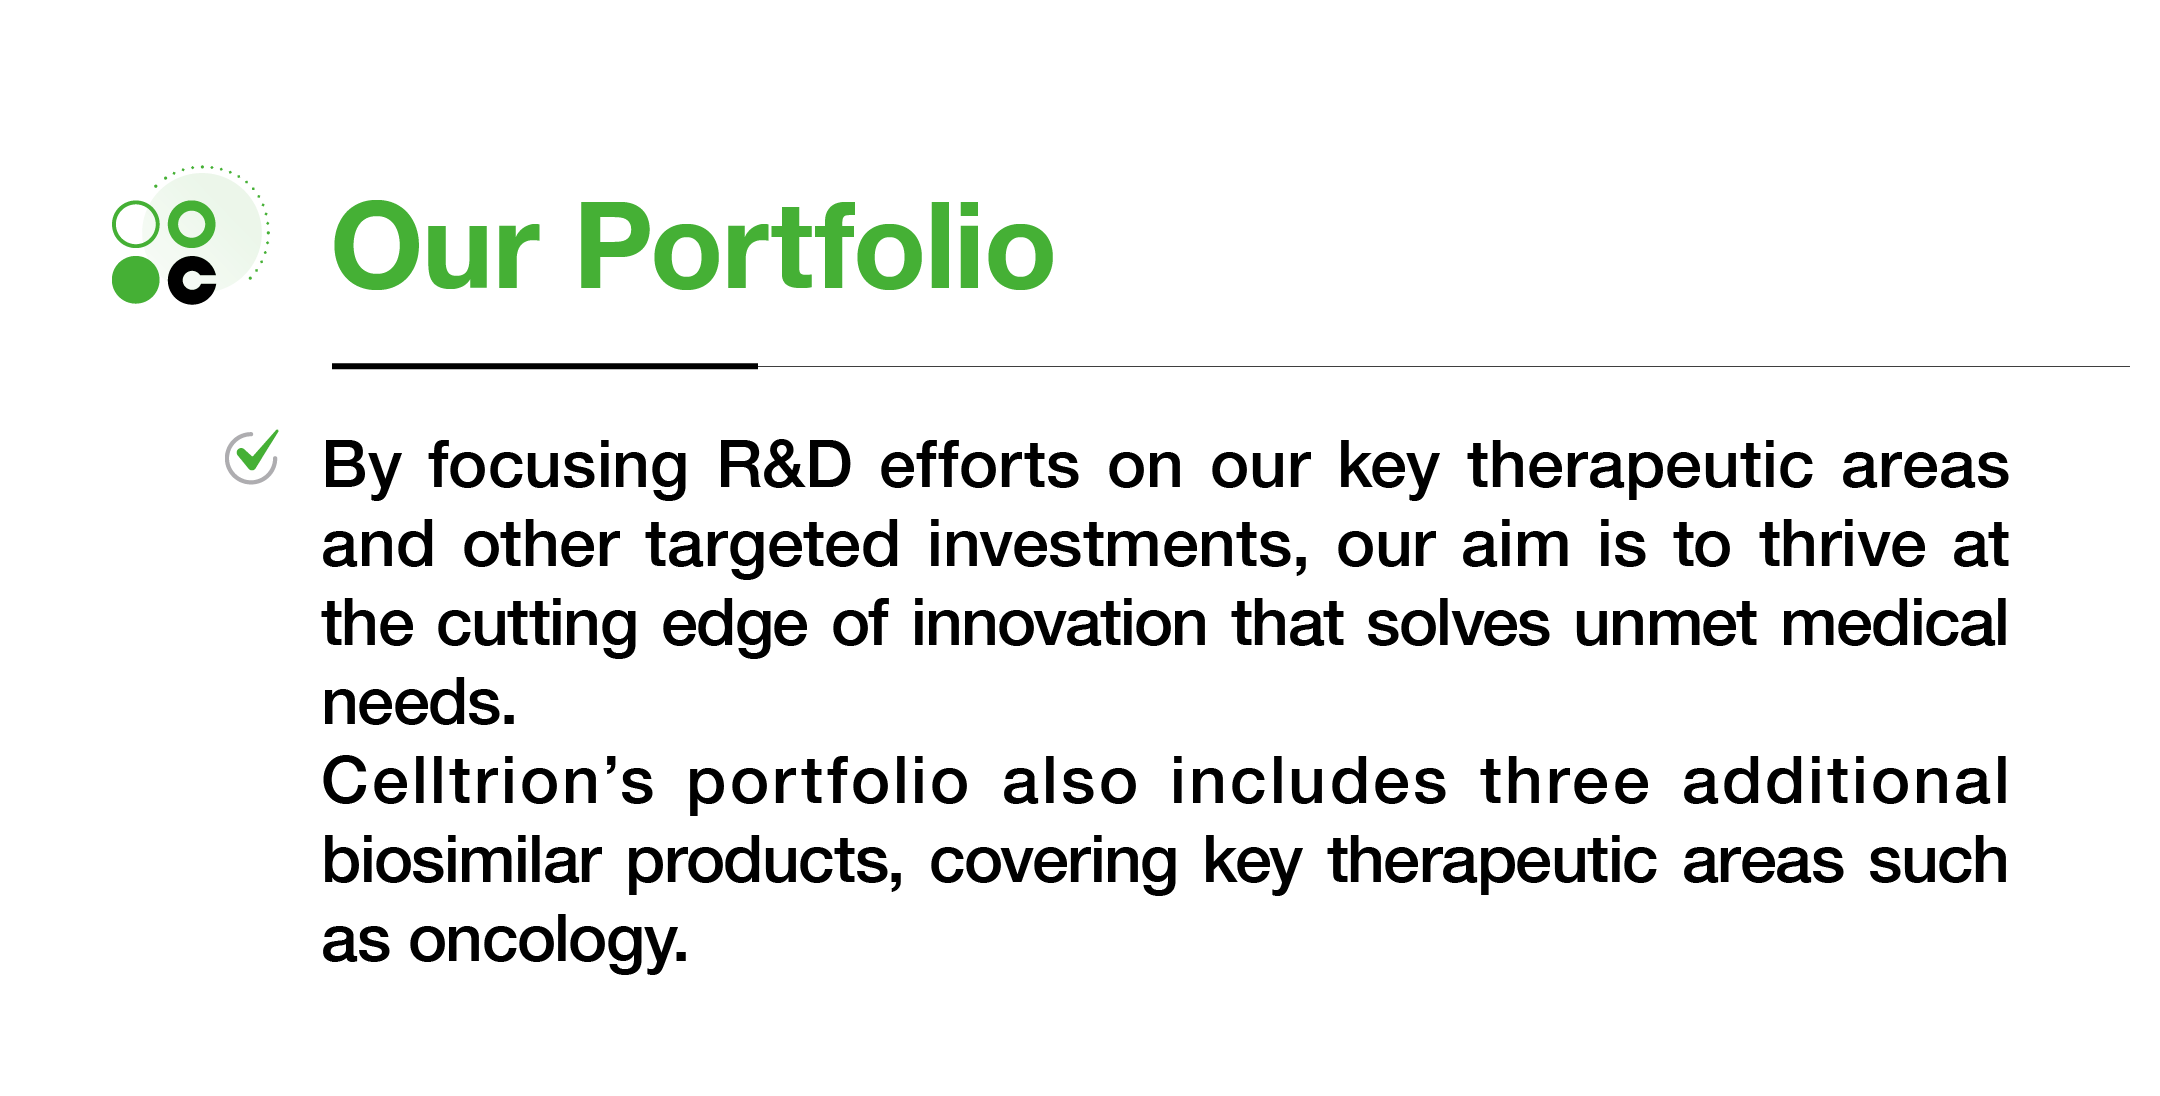 Our Portfolio
By focusing R&D efforts on our key therapeutic areas
and other targeted investments, our aim is to thrive at
the cutting edge of innovation that solves unmet medical
needs.
Celltrion’s portfolio also includes three additional
biosimilar products, covering key therapeutic areas such
as oncology.